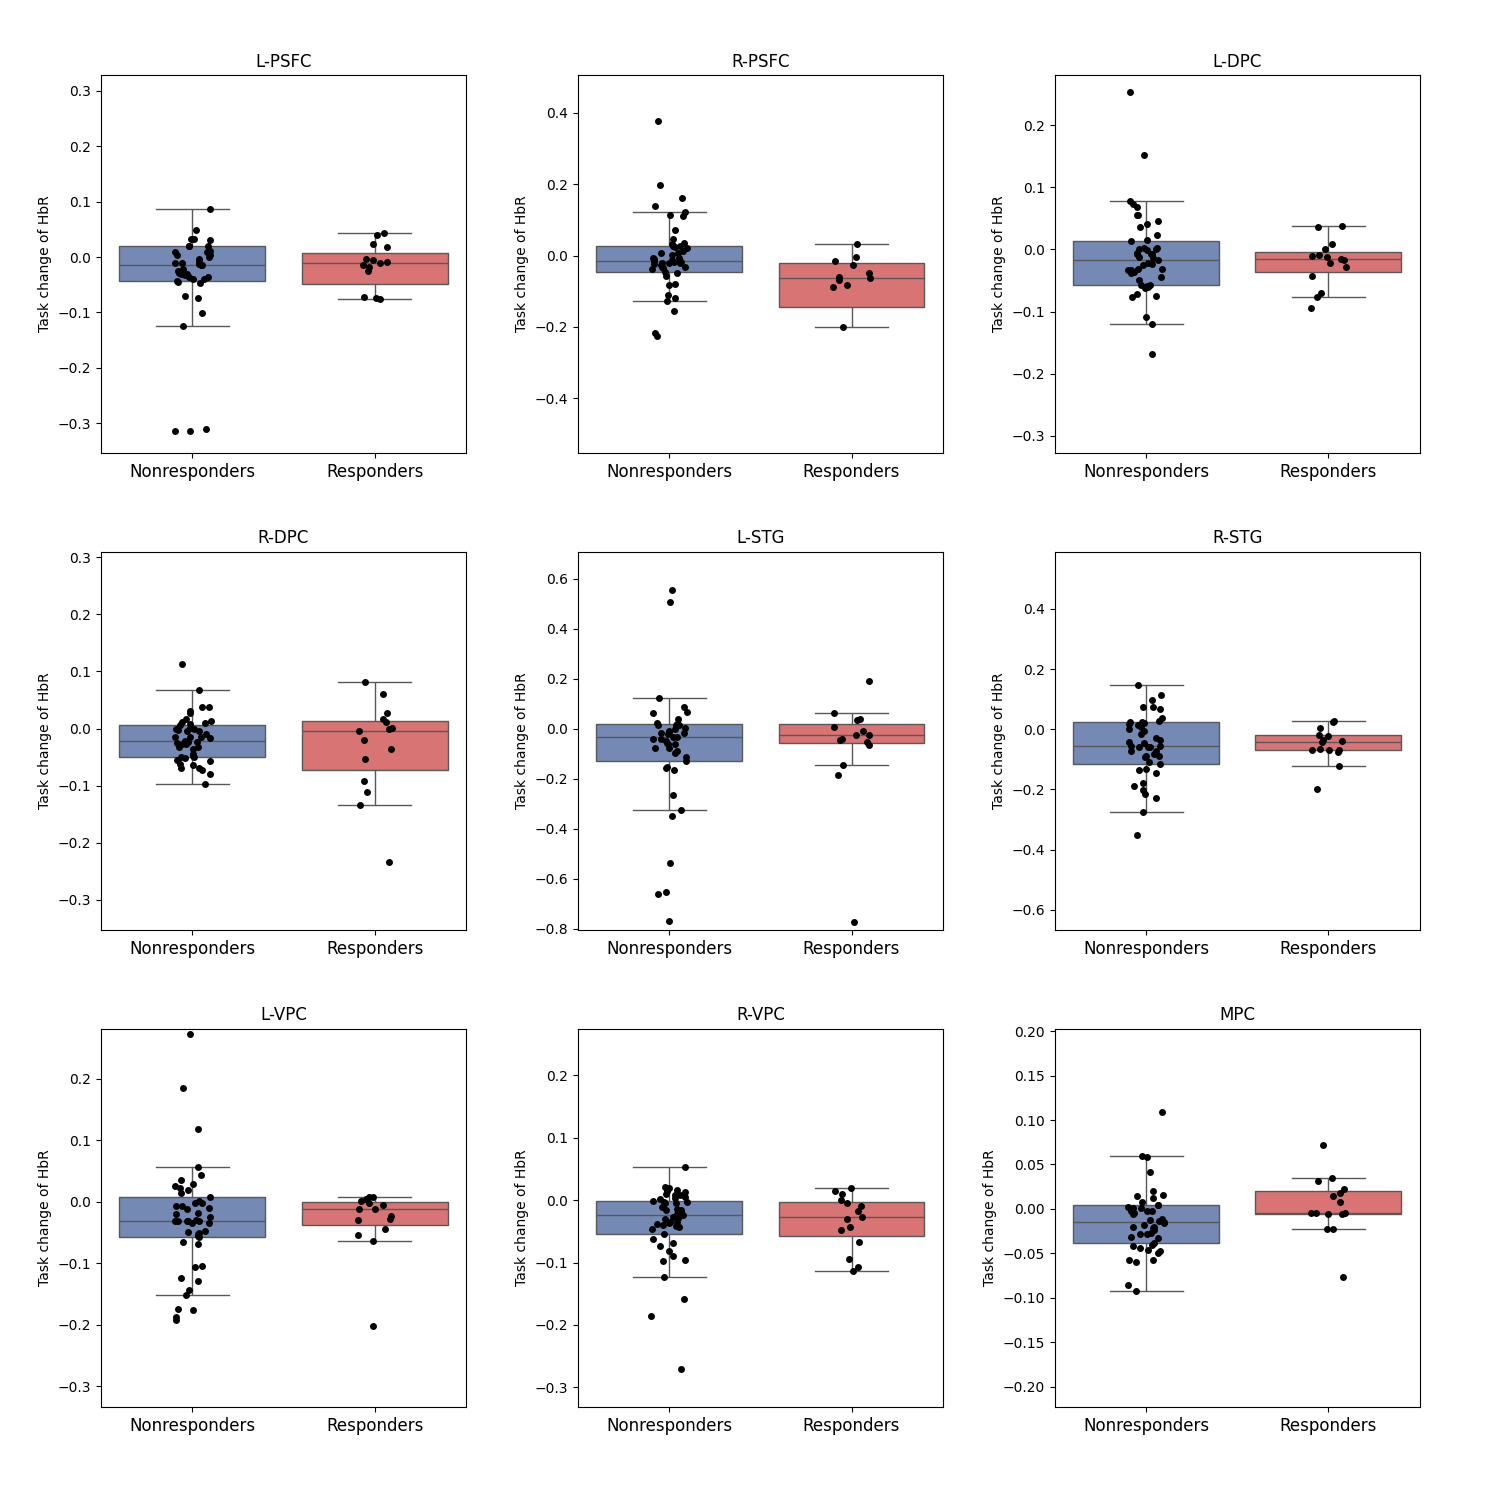 L-PSFC
R-PSFC
L-DPC
0.3
0.2
0.1
0.0
−0.1
−0.2
−0.3
Task change of HbR
Nonresponders
Responders
0.4
0.2
0.0
−0.2
−0.4
Task change of HbR
Nonresponders
Responders
0.2
0.1
0.0
−0.1
−0.2
−0.3
Task change of HbR
Nonresponders
Responders
R-DPC
L-STG
R-STG
0.3
0.2
0.1
0.0
−0.1
−0.2
−0.3
Task change of HbR
Nonresponders
Responders
0.6
0.4
0.2
0.0
−0.2
−0.4
−0.6
−0.8
Task change of HbR
Nonresponders
Responders
0.4
0.2
0.0
−0.2
−0.4
−0.6
Task change of HbR
Nonresponders
Responders
L-VPC
R-VPC
MPC
0.2
0.1
0.0
−0.1
−0.2
−0.3
Task change of HbR
Nonresponders
Responders
0.2
0.1
0.0
−0.1
−0.2
−0.3
Task change of HbR
Nonresponders
Responders
0.20
0.15
0.10
0.05
0.00
−0.05
−0.10
−0.15
−0.20
Task change of HbR
Nonresponders
Responders